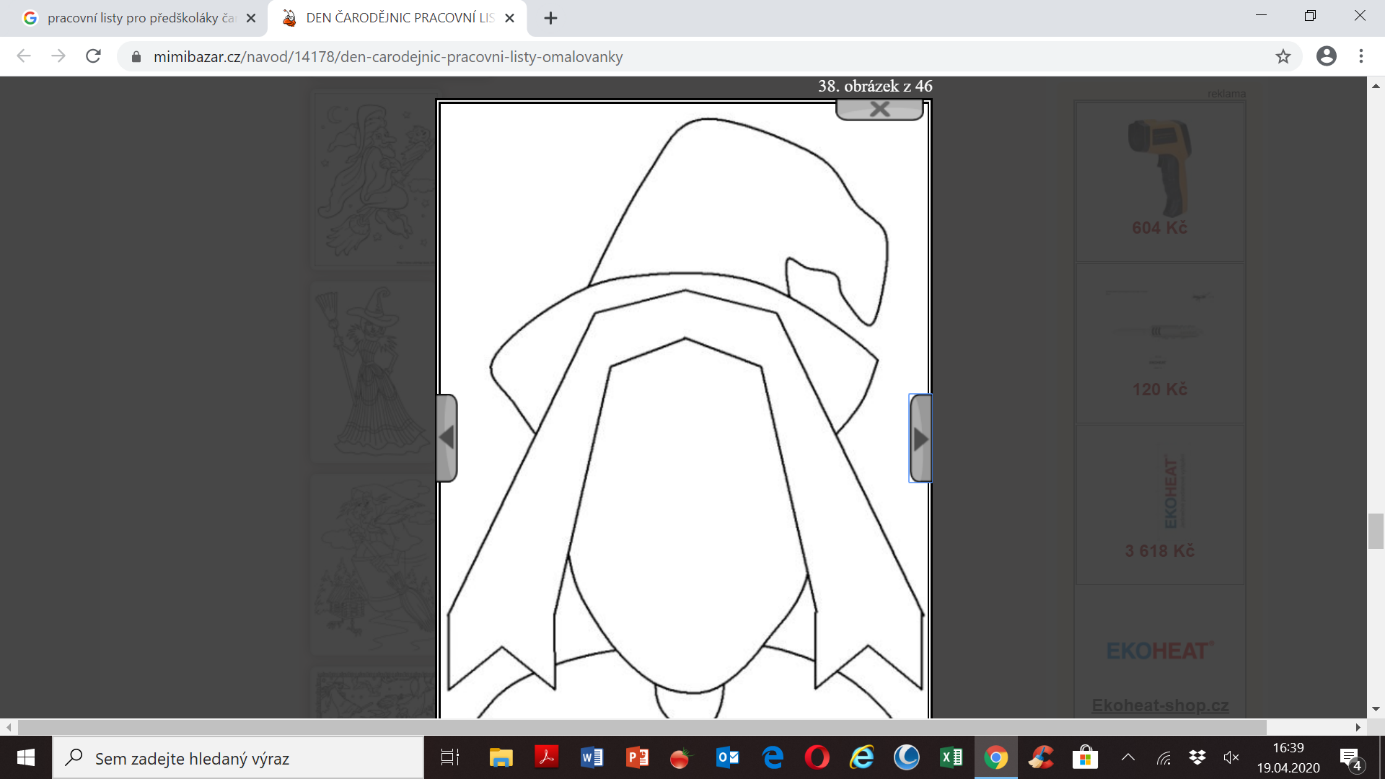 pracovní listy pro předškoláky ča
DEN ČARODĚJNIC PRACOVNÍ LIS
mimibazar.cz/navod/14178/den-carodejnic-pracovni-listy-omalovanky
38. obrázek z 46
reklama
604 Kč
120 Kč
EKOHEAT
3 618 Kč
EKOHEAT
Ekoheat-shop.cz
Sem zadejte hledaný výraz
16:39
19.04.2020
4